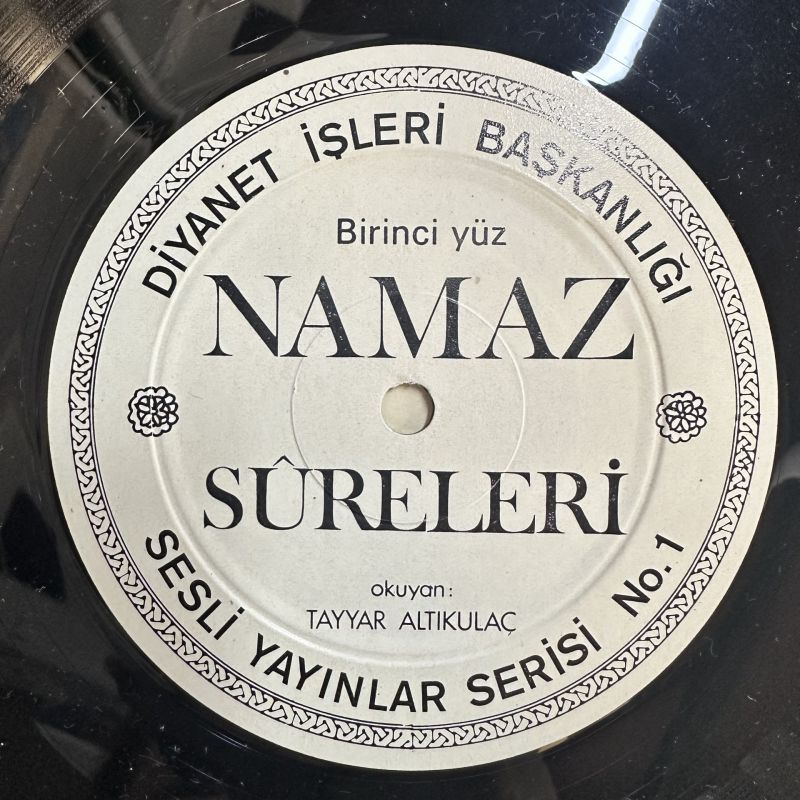 DİYANET İŞLERİ BAŞKANLIĞI
Birinci yüz
NAMAZ
SÛRELERİ
okuyan:
TAYYAR ALTIKULAÇ
SESLİ YAYINLAR SERİSİ No. 1